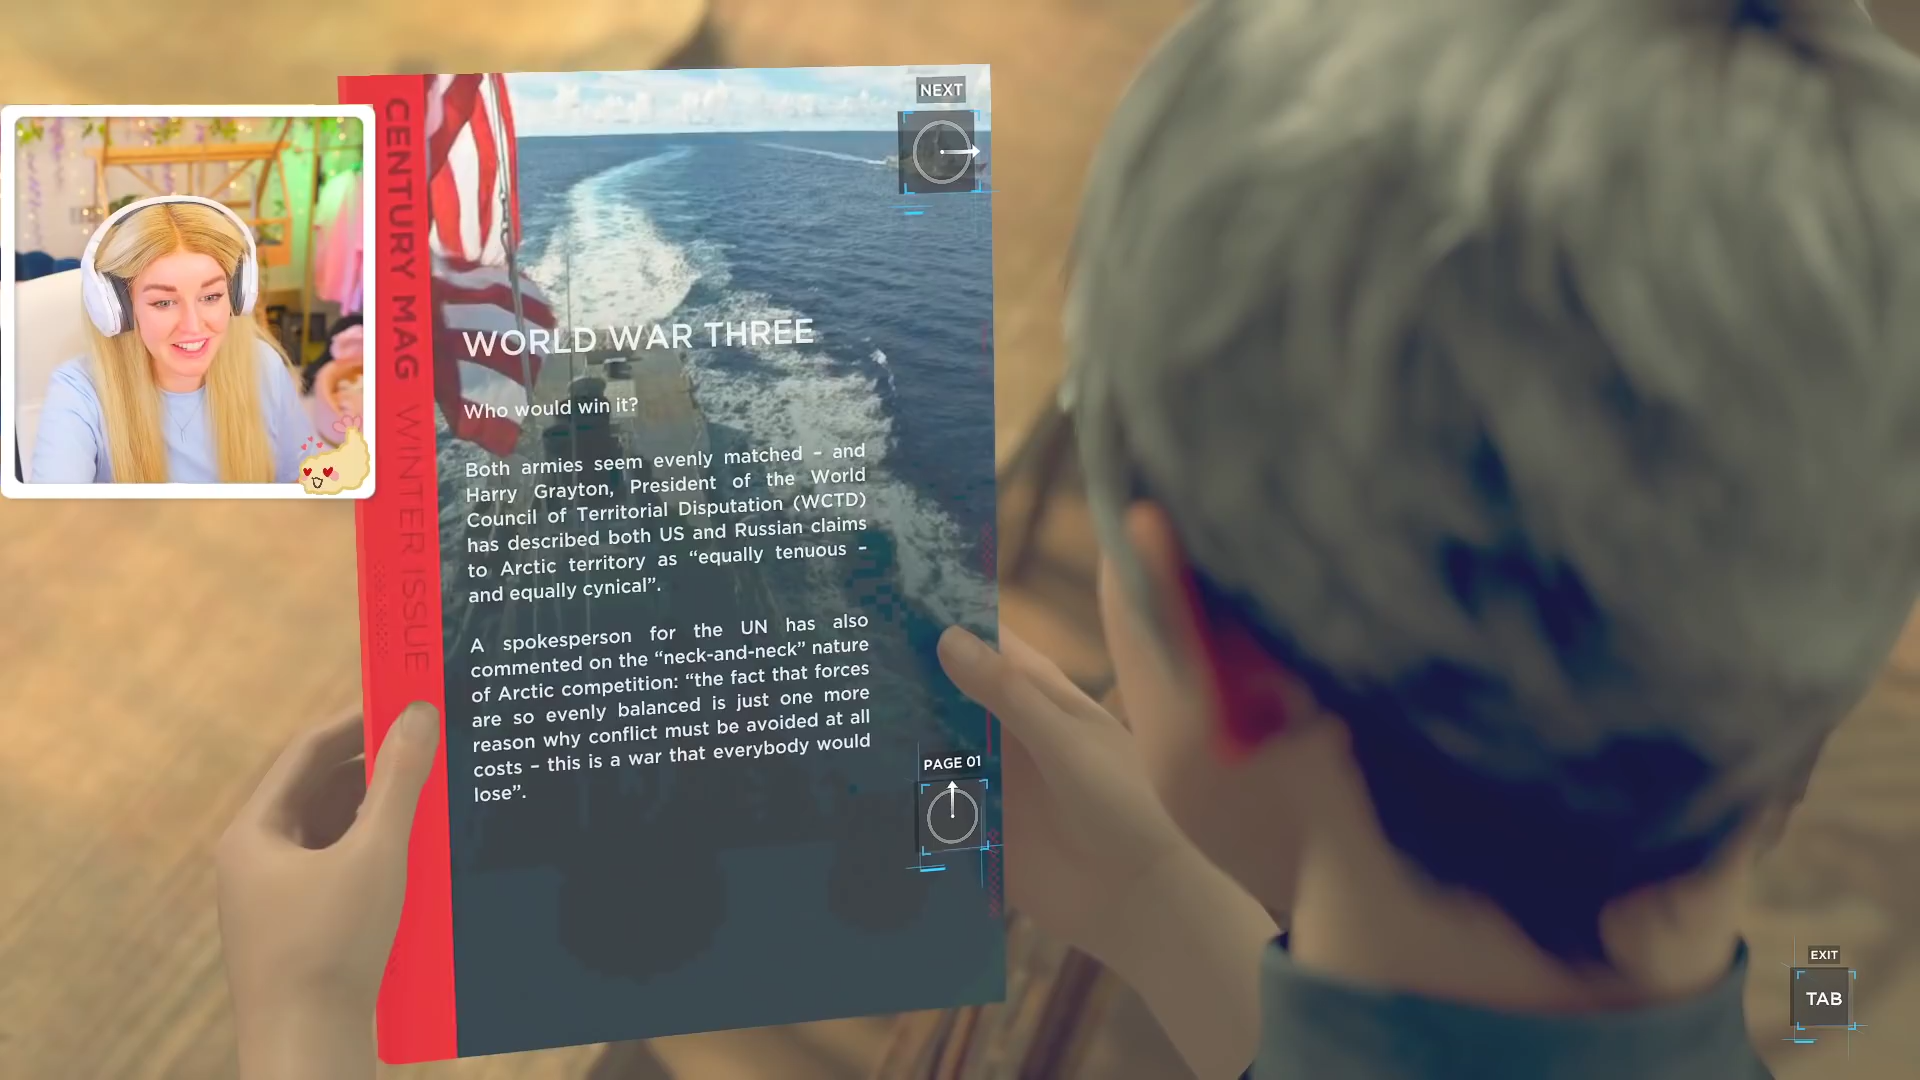 CENTURY MAG WINTER ISSUE
NEXT
WORLD WAR THREE
Who would win it?
Both armies seem evenly matched – and
Harry Grayton, President of the World
Council of Territorial Disputation (WCTD)
has described both US and Russian claims
to Arctic territory as “equally tenuous –
and equally cynical”.
A spokesperson for the UN has also
commented on the “neck-and-neck” nature
of Arctic competition: “the fact that forces
are so evenly balanced is just one more
reason why conflict must be avoided at all
costs – this is a war that everybody would
lose”.
PAGE 01
EXIT
TAB